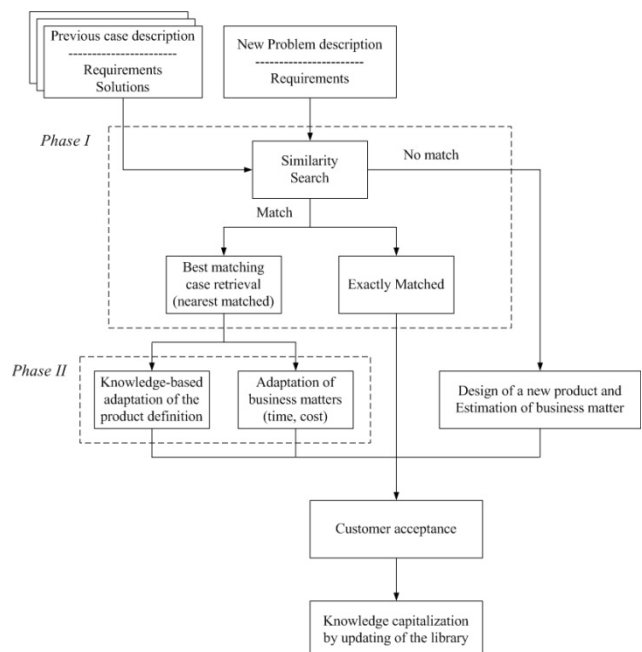 Previous case description
-----------------------
Requirements
Solutions
New Problem description
-----------------------
Requirements
Phase I
Similarity
Search
No match
Match
Best matching
case retrieval
(nearest matched)
Exactly Matched
Phase II
Knowledge-based
adaptation of the
product definition
Adaptation of
business matters
(time, cost)
Design of a new product and
Estimation of business matter
Customer acceptance
Knowledge capitalization
by updating of the library